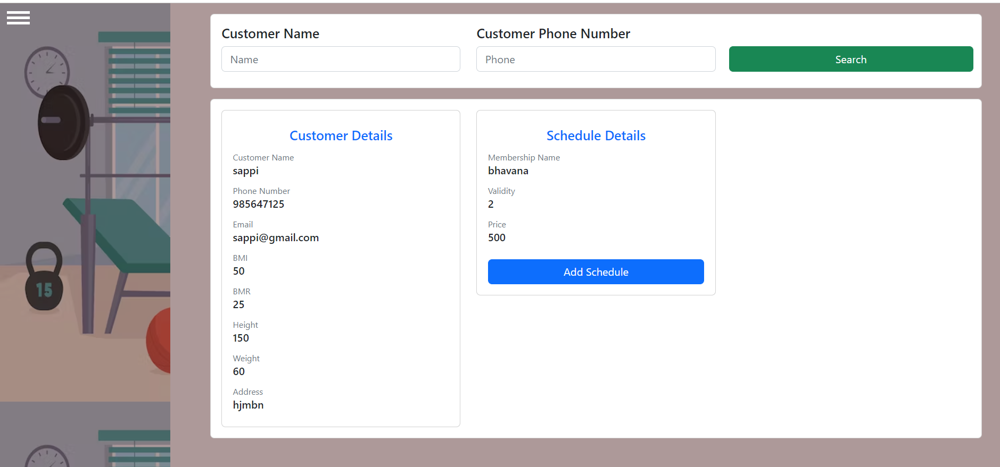 Customer Name
Customer Phone Number
Name
Phone
Search
Customer Details
Customer Name
sappi
Phone Number
985647125
Email
sappi@gmail.com
BMI
50
BMR
25
Height
150
Weight
60
Address
hjmbn
Schedule Details
Membership Name
bhavana
Validity
2
Price
500
Add Schedule
15